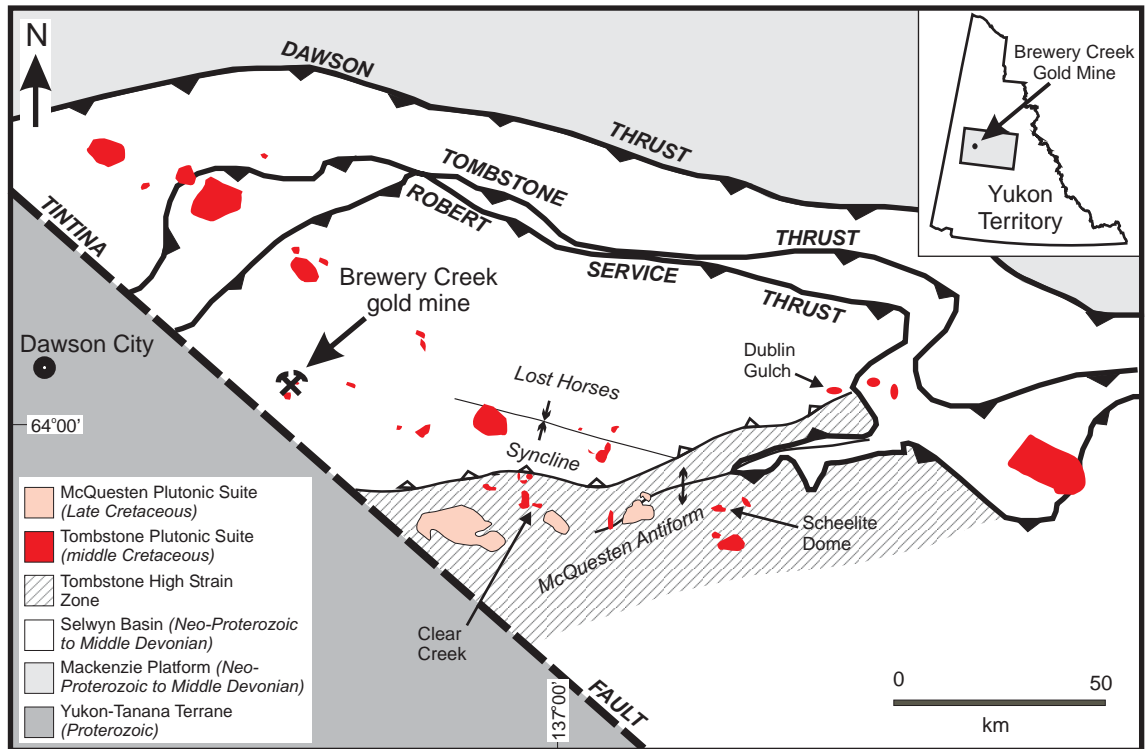 N
DAWSON
THRUST
Brewery Creek
Gold Mine
Yukon
Territory
TOMBSTONE
THRUST
ROBERT
SERVICE
THRUST
TINTINA
FAULT
Brewery Creek
gold mine
Dawson City
64°00'
Dublin
Gulch
Lost Horses
Syncline
McQuesten Antiform
Scheelite
Dome
Clear
Creek
137°00'
McQuesten Plutonic Suite
(Late Cretaceous)
Tombstone Plutonic Suite
(middle Cretaceous)
Tombstone High Strain
Zone
Selwyn Basin (Neo-Proterozoic
to Middle Devonian)
Mackenzie Platform (Neo-
Proterozoic to Middle Devonian)
Yukon-Tanana Terrane
(Proterozoic)
0 50
km